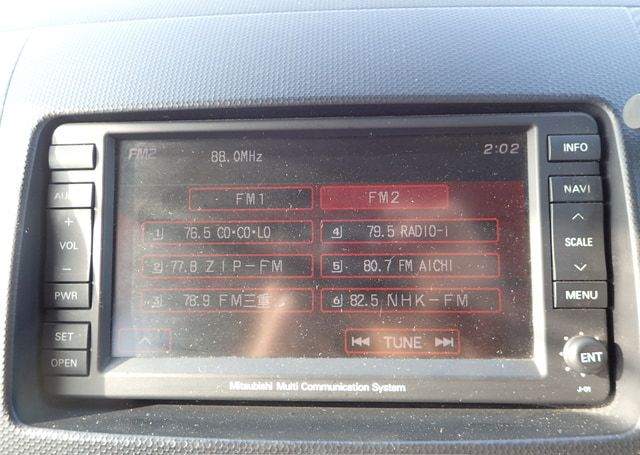 FM2 88.0MHz 2:02
FM1 FM2
1 76.5 CO·CO·LO 4 79.5 RADIO-i
2 77.8 ZIP-FM 5 80.7 FM AICHI
3 78.9 FM三重 6 82.5 NHK-FM
TUNE
VOL
PWR
SET
OPEN
INFO
NAVI
SCALE
MENU
ENT
J-01
Mitsubishi Multi Communication System